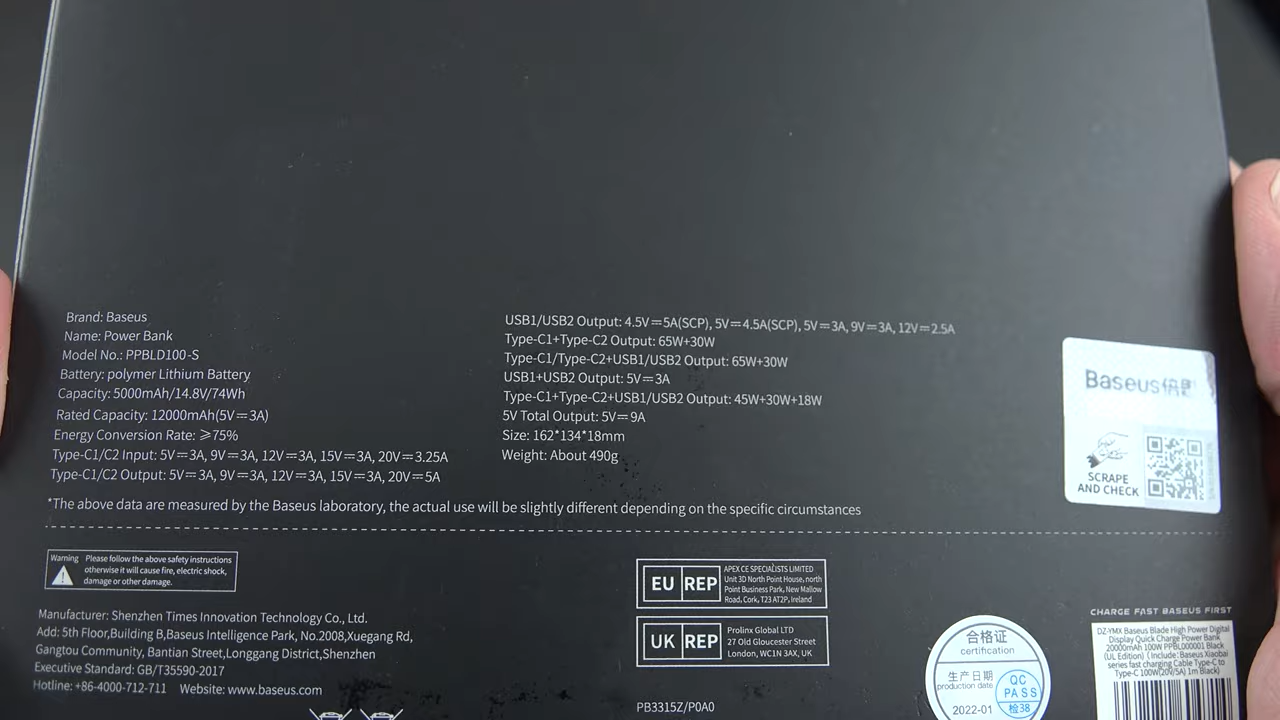 Brand: Baseus
Name: Power Bank
Model No.: PPBLD100-S
Battery: polymer Lithium Battery
Capacity: 5000mAh/14.8V/74Wh
Rated Capacity: 12000mAh(5V⎓3A)
Energy Conversion Rate: ⩾75%
Type-C1/C2 Input: 5V⎓3A, 9V⎓3A, 12V⎓3A, 15V⎓3A, 20V⎓3.25A
Type-C1/C2 Output: 5V⎓3A, 9V⎓3A, 12V⎓3A, 15V⎓3A, 20V⎓5A
USB1/USB2 Output: 4.5V⎓5A(SCP), 5V⎓4.5A(SCP), 5V⎓3A, 9V⎓3A, 12V⎓2.5A
Type-C1+Type-C2 Output: 65W+30W
Type-C1/Type-C2+USB1/USB2 Output: 65W+30W
USB1+USB2 Output: 5V⎓3A
Type-C1+Type-C2+USB1/USB2 Output: 45W+30W+18W
5V Total Output: 5V⎓9A
Size: 162*134*18mm
Weight: About 490g
*The above data are measured by the Baseus laboratory, the actual use will be slightly different depending on the specific circumstances
Baseus倍思
SCRAPE
AND CHECK
Warning
Please follow the above safety instructions
otherwise it will cause fire, electric shock,
damage or other damage.
Manufacturer: Shenzhen Times Innovation Technology Co., Ltd.
Add: 5th Floor,Building B,Baseus Intelligence Park, No.2008,Xuegang Rd,
Gangtou Community, Bantian Street,Longgang District,Shenzhen
Executive Standard: GB/T35590-2017
Hotline: +86-4000-712-711 Website: www.baseus.com
EU REP
APEX CE SPECIALISTS LIMITED
Unit 3D North Point House, north
Point Business Park, New Mallow
Road, Cork, T23 AT2P, Ireland
UK REP
Prolinx Global LTD
27 Old Gloucester Street
London, WC1N 3AX, UK
PB3315Z/P0A0
合格证
certification
生产日期
production date
2022-01
QC
PASS
检38
CHARGE FAST BASEUS FIRST
DZ-YMX Baseus Blade High Power Digital
Display Quick Charge Power Bank
20000mAh 100W PPBL000001 Black
(UL Edition) (Include: Baseus Xiaobai
series fast charging Cable Type-C to
Type-C 100W(20V/5A) 1m Black)